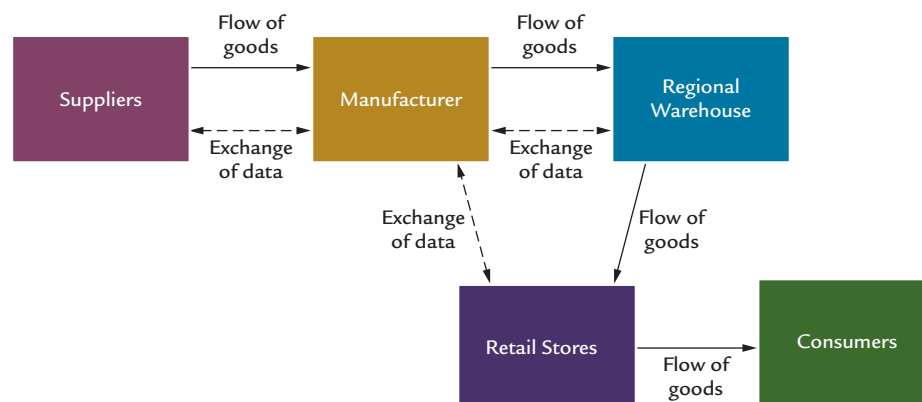 Flow of
goods
Flow of
goods
Suppliers
Manufacturer
Regional
Warehouse
Exchange
of data
Exchange
of data
Exchange
of data
Flow of
goods
Retail Stores
Consumers
Flow of
goods